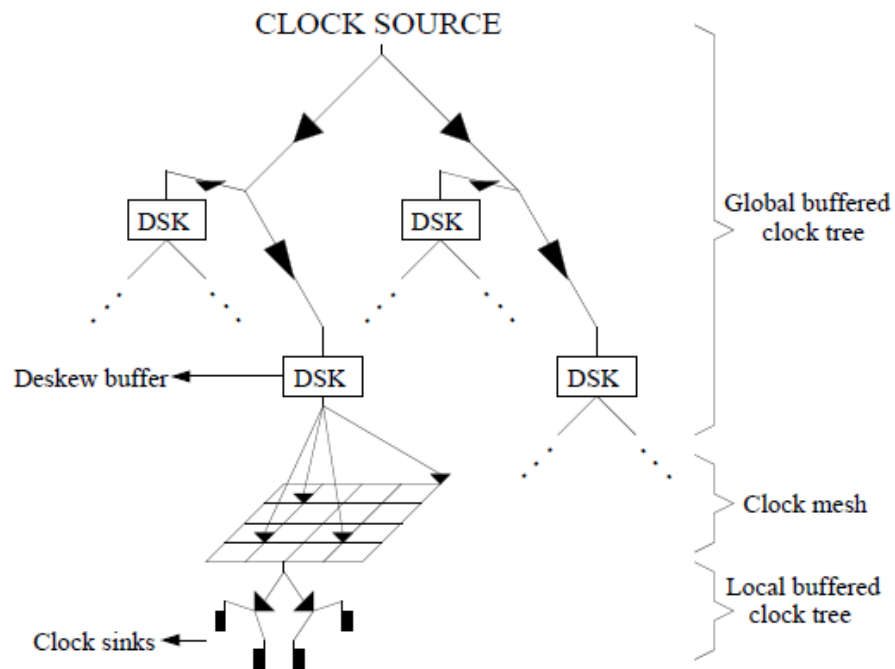 CLOCK SOURCE
DSK
DSK
Global buffered
clock tree
Deskew buffer
DSK
DSK
Clock mesh
Local buffered
clock tree
Clock sinks